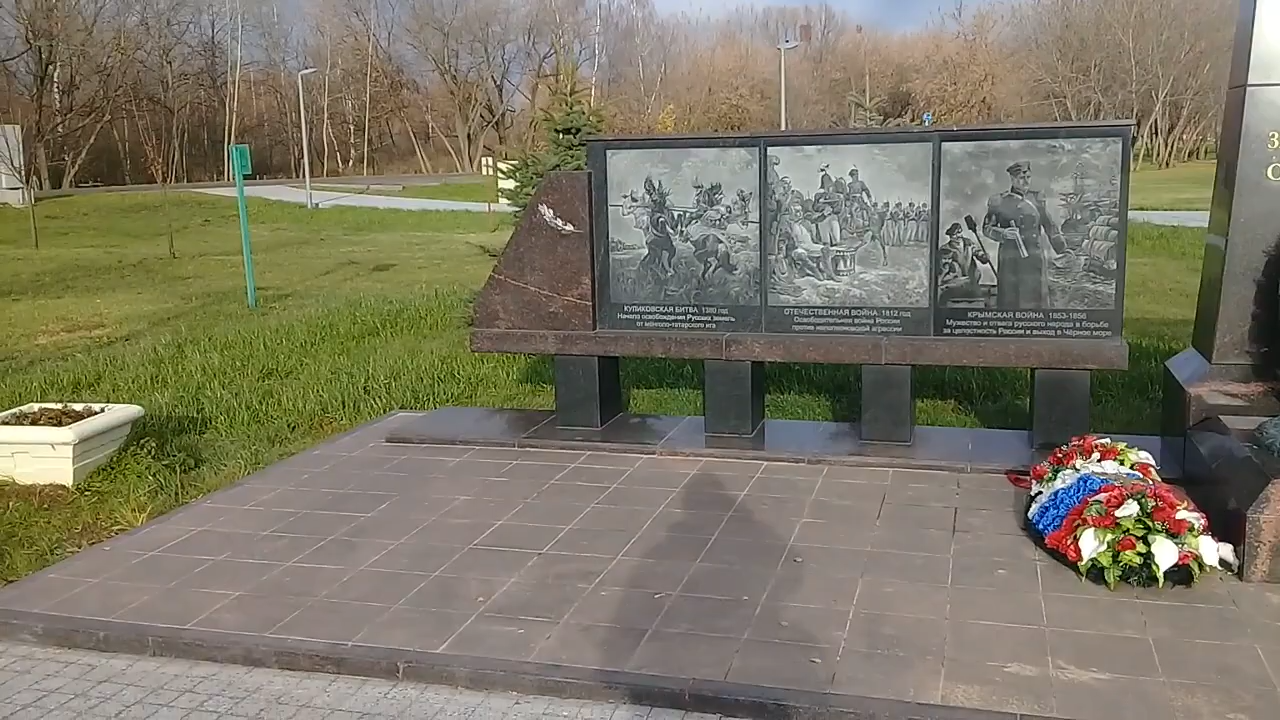 КУЛИКОВСКАЯ БИТВА 1380 год
Начало освобождения Русских земель
от монголо-татарского ига
ОТЕЧЕСТВЕННАЯ ВОЙНА 1812 год
Освободительная война России
против наполеоновской агрессии
КРЫМСКАЯ ВОЙНА 1853-1856
Мужество и отвага русского народа в борьбе
за целостность России и выход в Чёрное море